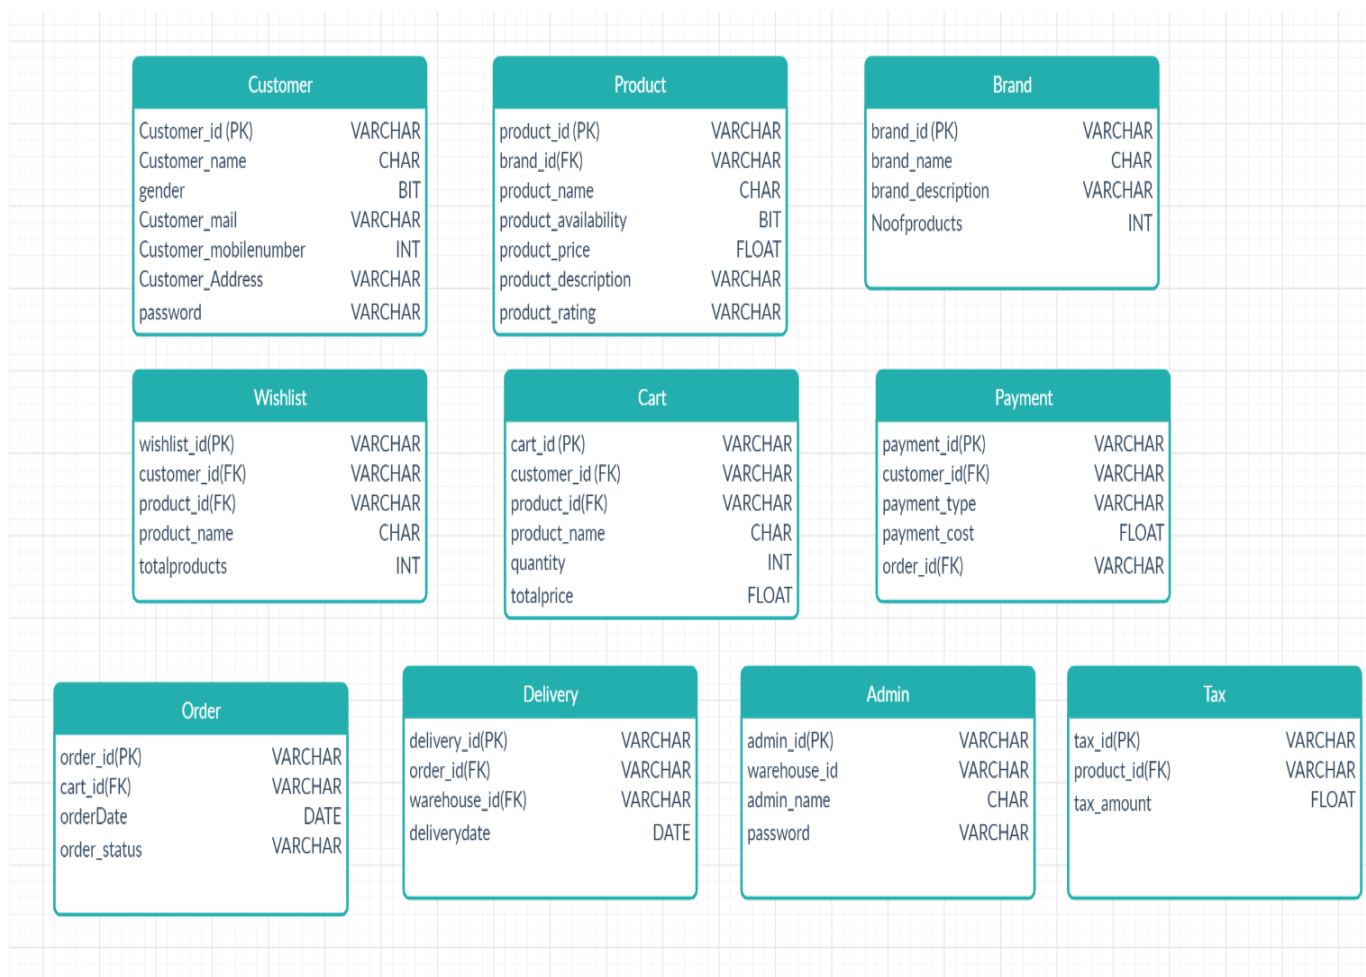 Customer
Customer_id (PK) VARCHAR
Customer_name CHAR
gender BIT
Customer_mail VARCHAR
Customer_mobilenumber INT
Customer_Address VARCHAR
password VARCHAR
Product
product_id (PK) VARCHAR
brand_id(FK) VARCHAR
product_name CHAR
product_availability BIT
product_price FLOAT
product_description VARCHAR
product_rating VARCHAR
Brand
brand_id (PK) VARCHAR
brand_name CHAR
brand_description VARCHAR
Noofproducts INT
Wishlist
wishlist_id(PK) VARCHAR
customer_id(FK) VARCHAR
product_id(FK) VARCHAR
product_name CHAR
totalproducts INT
Cart
cart_id (PK) VARCHAR
customer_id (FK) VARCHAR
product_id(FK) VARCHAR
product_name CHAR
quantity INT
totalprice FLOAT
Payment
payment_id(PK) VARCHAR
customer_id(FK) VARCHAR
payment_type VARCHAR
payment_cost FLOAT
order_id(FK) VARCHAR
Order
order_id(PK) VARCHAR
cart_id(FK) VARCHAR
orderDate DATE
order_status VARCHAR
Delivery
delivery_id(PK) VARCHAR
order_id(FK) VARCHAR
warehouse_id(FK) VARCHAR
deliverydate DATE
Admin
admin_id(PK) VARCHAR
warehouse_id VARCHAR
admin_name CHAR
password VARCHAR
Tax
tax_id(PK) VARCHAR
product_id(FK) VARCHAR
tax_amount FLOAT